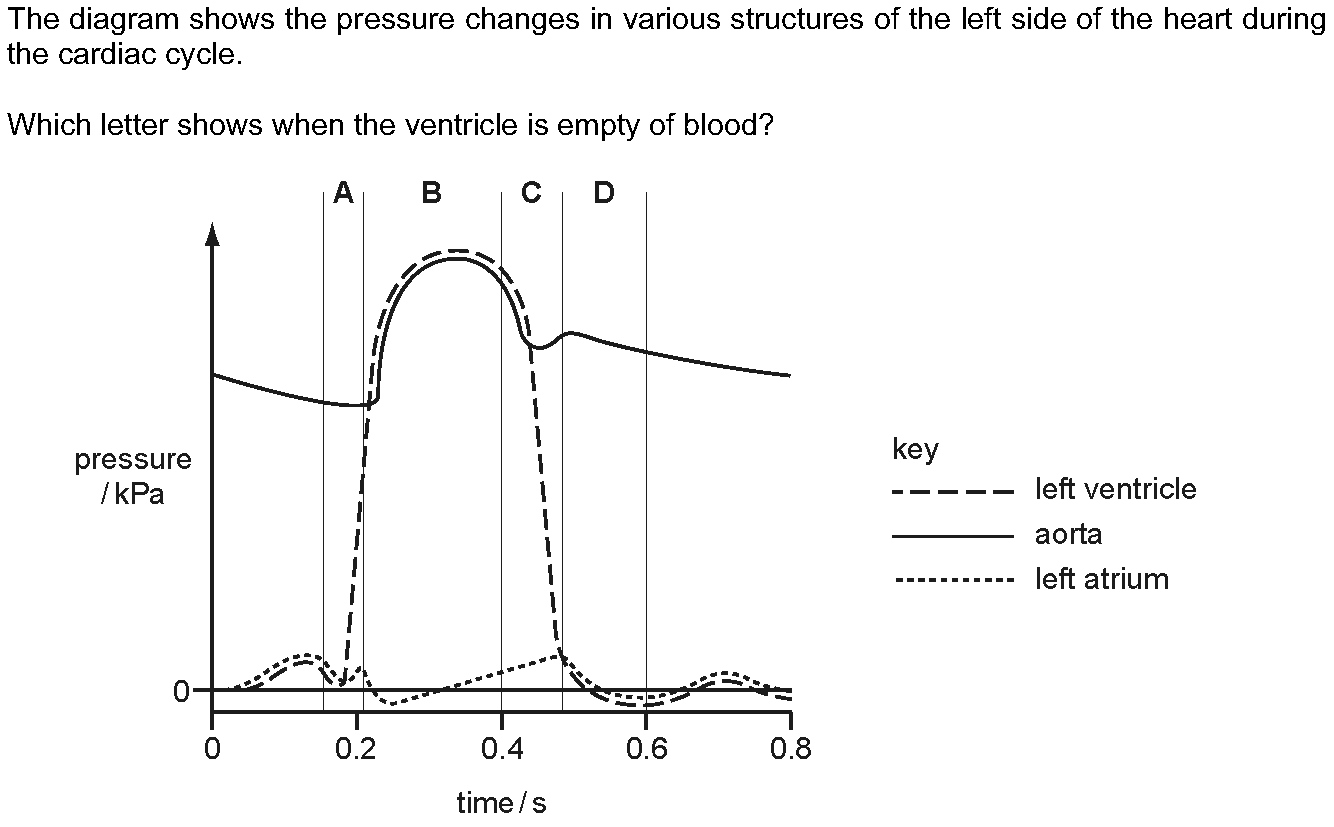 The diagram shows the pressure changes in various structures of the left side of the heart during
the cardiac cycle.
Which letter shows when the ventricle is empty of blood?
A B C D
pressure
/ kPa
0
0 0.2 0.4 0.6 0.8
time / s
key
left ventricle
aorta
left atrium